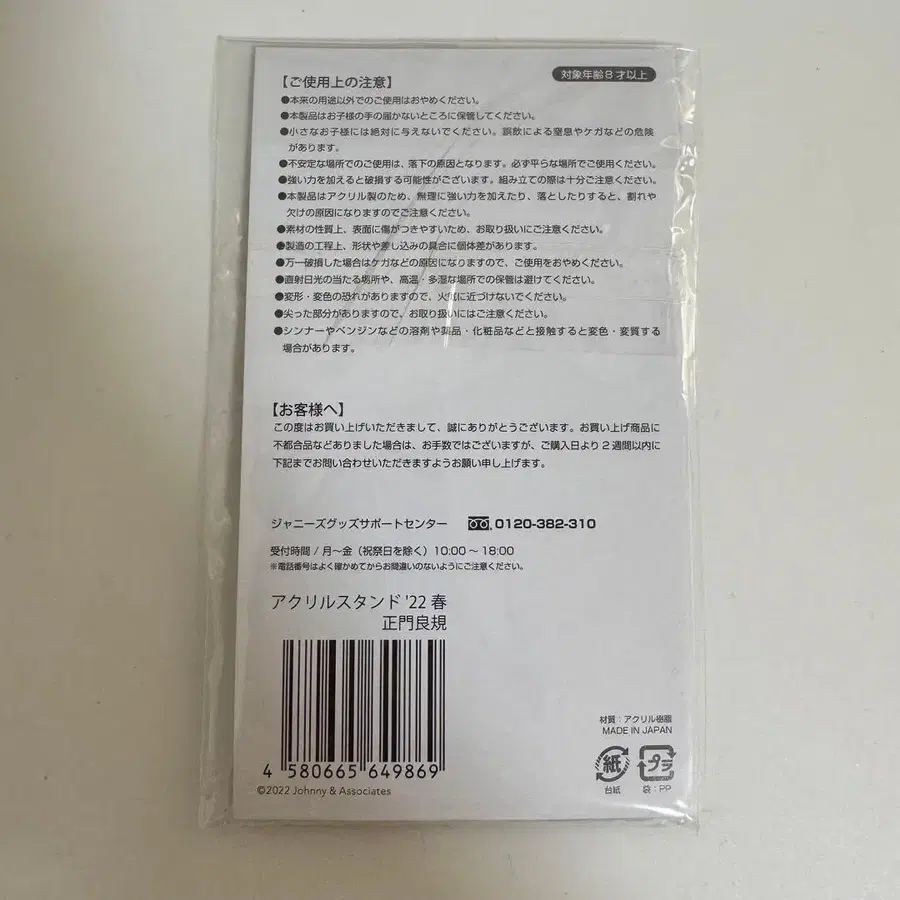 対象年齢8才以上
【ご使用上の注意】
●本来の用途以外でのご使用はおやめください。
●本製品はお子様の手の届かないところに保管してください。
●小さなお子様には絶対に与えないでください。誤飲による窒息やケガなどの危険
があります。
●不安定な場所でのご使用は、落下の原因となります。必ず平らな場所でご使用ください。
●強い力を加えると破損する可能性がございます。組み立ての際は十分ご注意ください。
●本製品はアクリル製のため、無理に強い力を加えたり、落としたりすると、割れや
欠けの原因になりますのでご注意ください。
●素材の性質上、表面に傷がつきやすいため、お取り扱いにご注意ください。
●製造の工程上、形状や差し込みの具合に個体差があります。
●万一破損した場合はケガなどの原因になりますので、ご使用をおやめください。
●直射日光の当たる場所や、高温・多湿な場所での保管は避けてください。
●変形・変色の恐れがありますので、火気に近づけないでください。
●尖った部分がありますので、お取り扱いにはご注意ください。
●シンナーやベンジンなどの溶剤や薬品・化粧品などと接触すると変色・変質する
場合があります。
【お客様へ】
この度はお買い上げいただきまして、誠にありがとうございます。お買い上げ商品に
不都合品などありました場合は、お手数ではございますが、ご購入日より2週間以内に
下記までお問い合わせいただきますようお願い申し上げます。
ジャニーズグッズサポートセンター 0120-382-310
受付時間 / 月〜金（祝祭日を除く）10:00〜18:00
※電話番号はよく確かめてからお間違いのないようにご注意ください。
アクリルスタンド '22 春
正門良規
4 580665 649869
©2022 Johnny & Associates
材質：アクリル樹脂
MADE IN JAPAN
紙 プラ
台紙 袋：PP